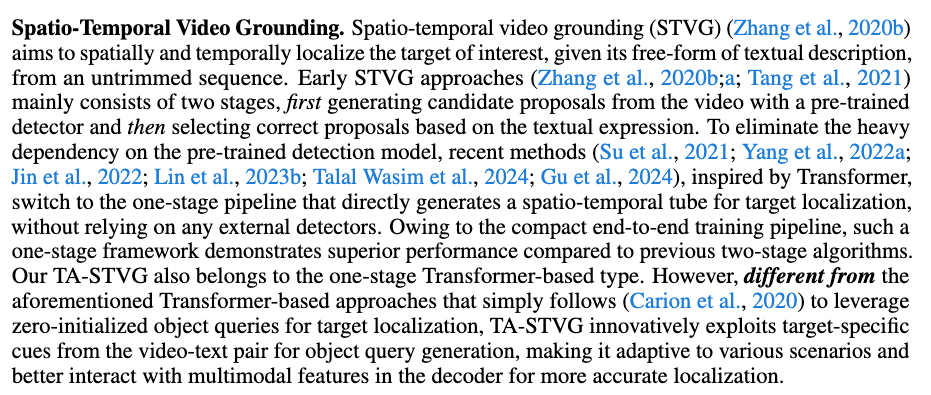 Spatio-Temporal Video Grounding. Spatio-temporal video grounding (STVG) (Zhang et al., 2020b)
aims to spatially and temporally localize the target of interest, given its free-form of textual description,
from an untrimmed sequence. Early STVG approaches (Zhang et al., 2020b;a; Tang et al., 2021)
mainly consists of two stages, first generating candidate proposals from the video with a pre-trained
detector and then selecting correct proposals based on the textual expression. To eliminate the heavy
dependency on the pre-trained detection model, recent methods (Su et al., 2021; Yang et al., 2022a;
Jin et al., 2022; Lin et al., 2023b; Talal Wasim et al., 2024; Gu et al., 2024), inspired by Transformer,
switch to the one-stage pipeline that directly generates a spatio-temporal tube for target localization,
without relying on any external detectors. Owing to the compact end-to-end training pipeline, such a
one-stage framework demonstrates superior performance compared to previous two-stage algorithms.
Our TA-STVG also belongs to the one-stage Transformer-based type. However, different from the
aforementioned Transformer-based approaches that simply follows (Carion et al., 2020) to leverage
zero-initialized object queries for target localization, TA-STVG innovatively exploits target-specific
cues from the video-text pair for object query generation, making it adaptive to various scenarios and
better interact with multimodal features in the decoder for more accurate localization.